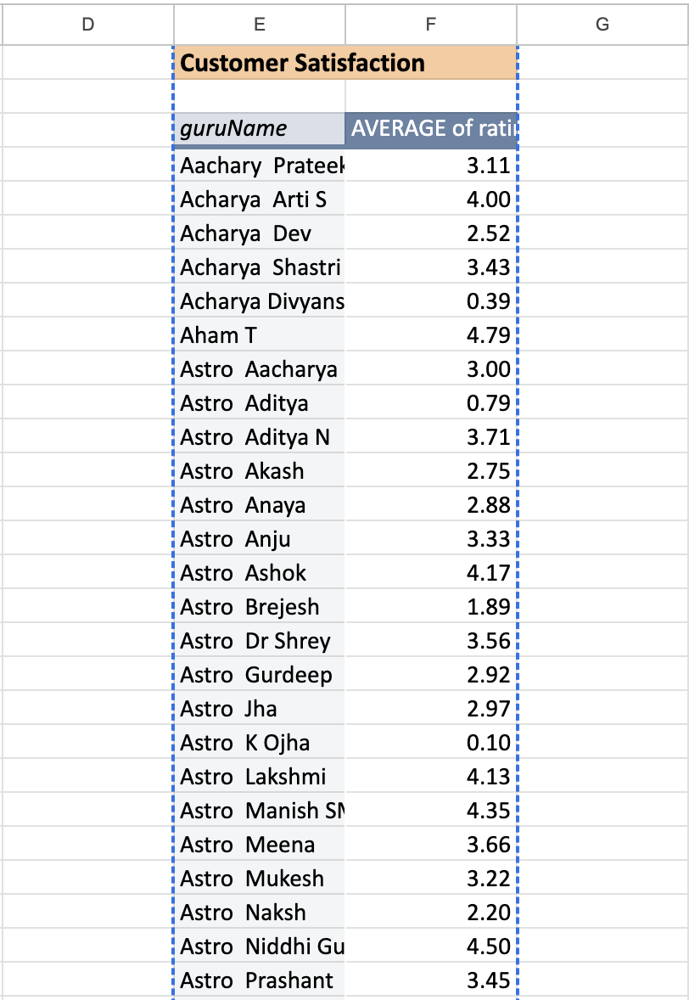 D E F G
Customer Satisfaction
guruName AVERAGE of
Aachary Prateek 3.11
Acharya Arti S 4.00
Acharya Dev 2.52
Acharya Shastri 3.43
Acharya Divyans 0.39
Aham T 4.79
Astro Aacharya 3.00
Astro Aditya 0.79
Astro Aditya N 3.71
Astro Akash 2.75
Astro Anaya 2.88
Astro Anju 3.33
Astro Ashok 4.17
Astro Brejesh 1.89
Astro Dr Shrey 3.56
Astro Gurdeep 2.92
Astro Jha 2.97
Astro K Ojha 0.10
Astro Lakshmi 4.13
Astro Manish 4.35
Astro Meena 3.66
Astro Mukesh 3.22
Astro Naksh 2.20
Astro Niddhi Gu 4.50
Astro Prashant 3.45